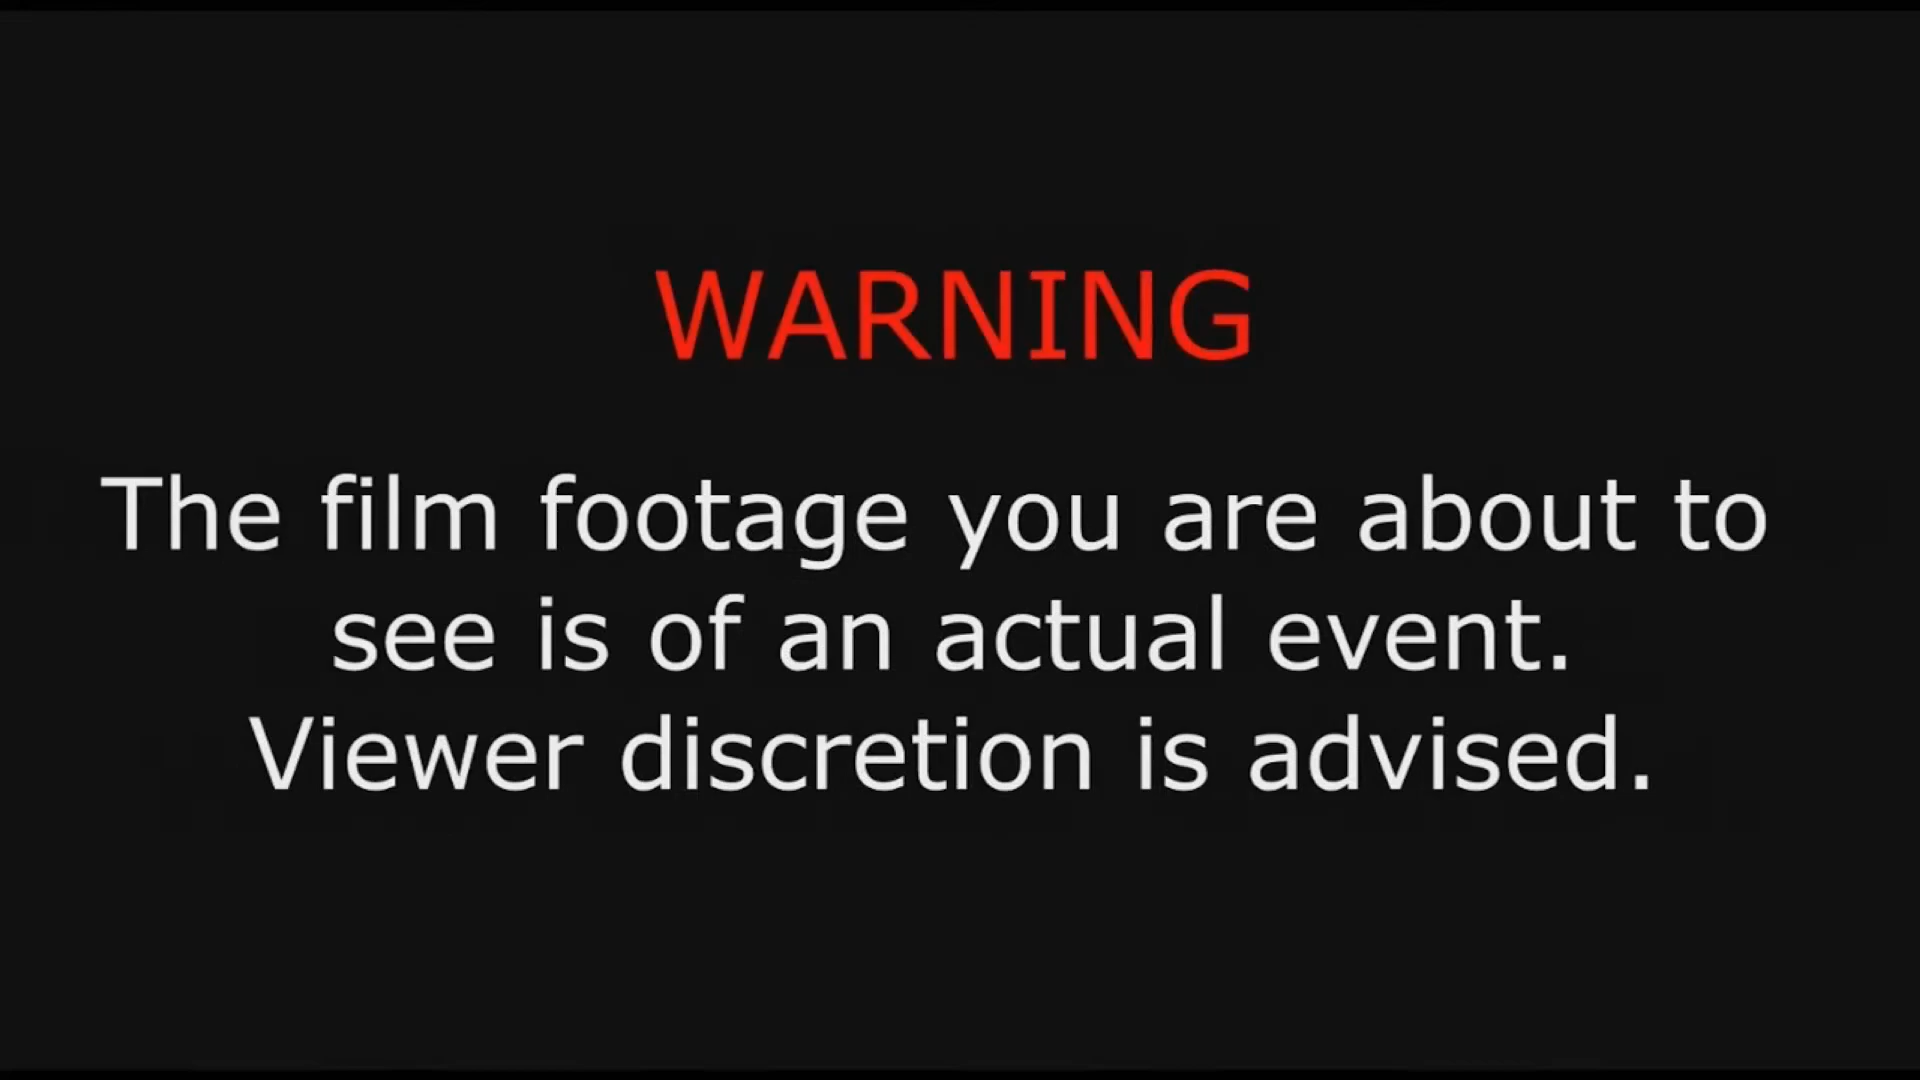 WARNING
The film footage you are about to
see is of an actual event.
Viewer discretion is advised.